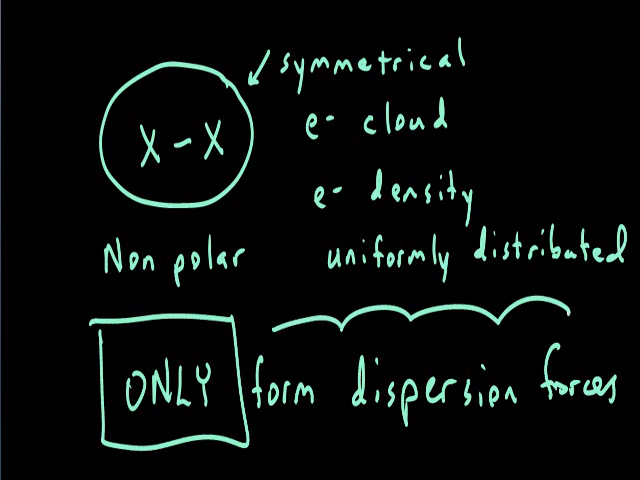 symmetrical
X - X
e- cloud
e- density
Non polar
uniformly distributed
ONLY form dispersion forces